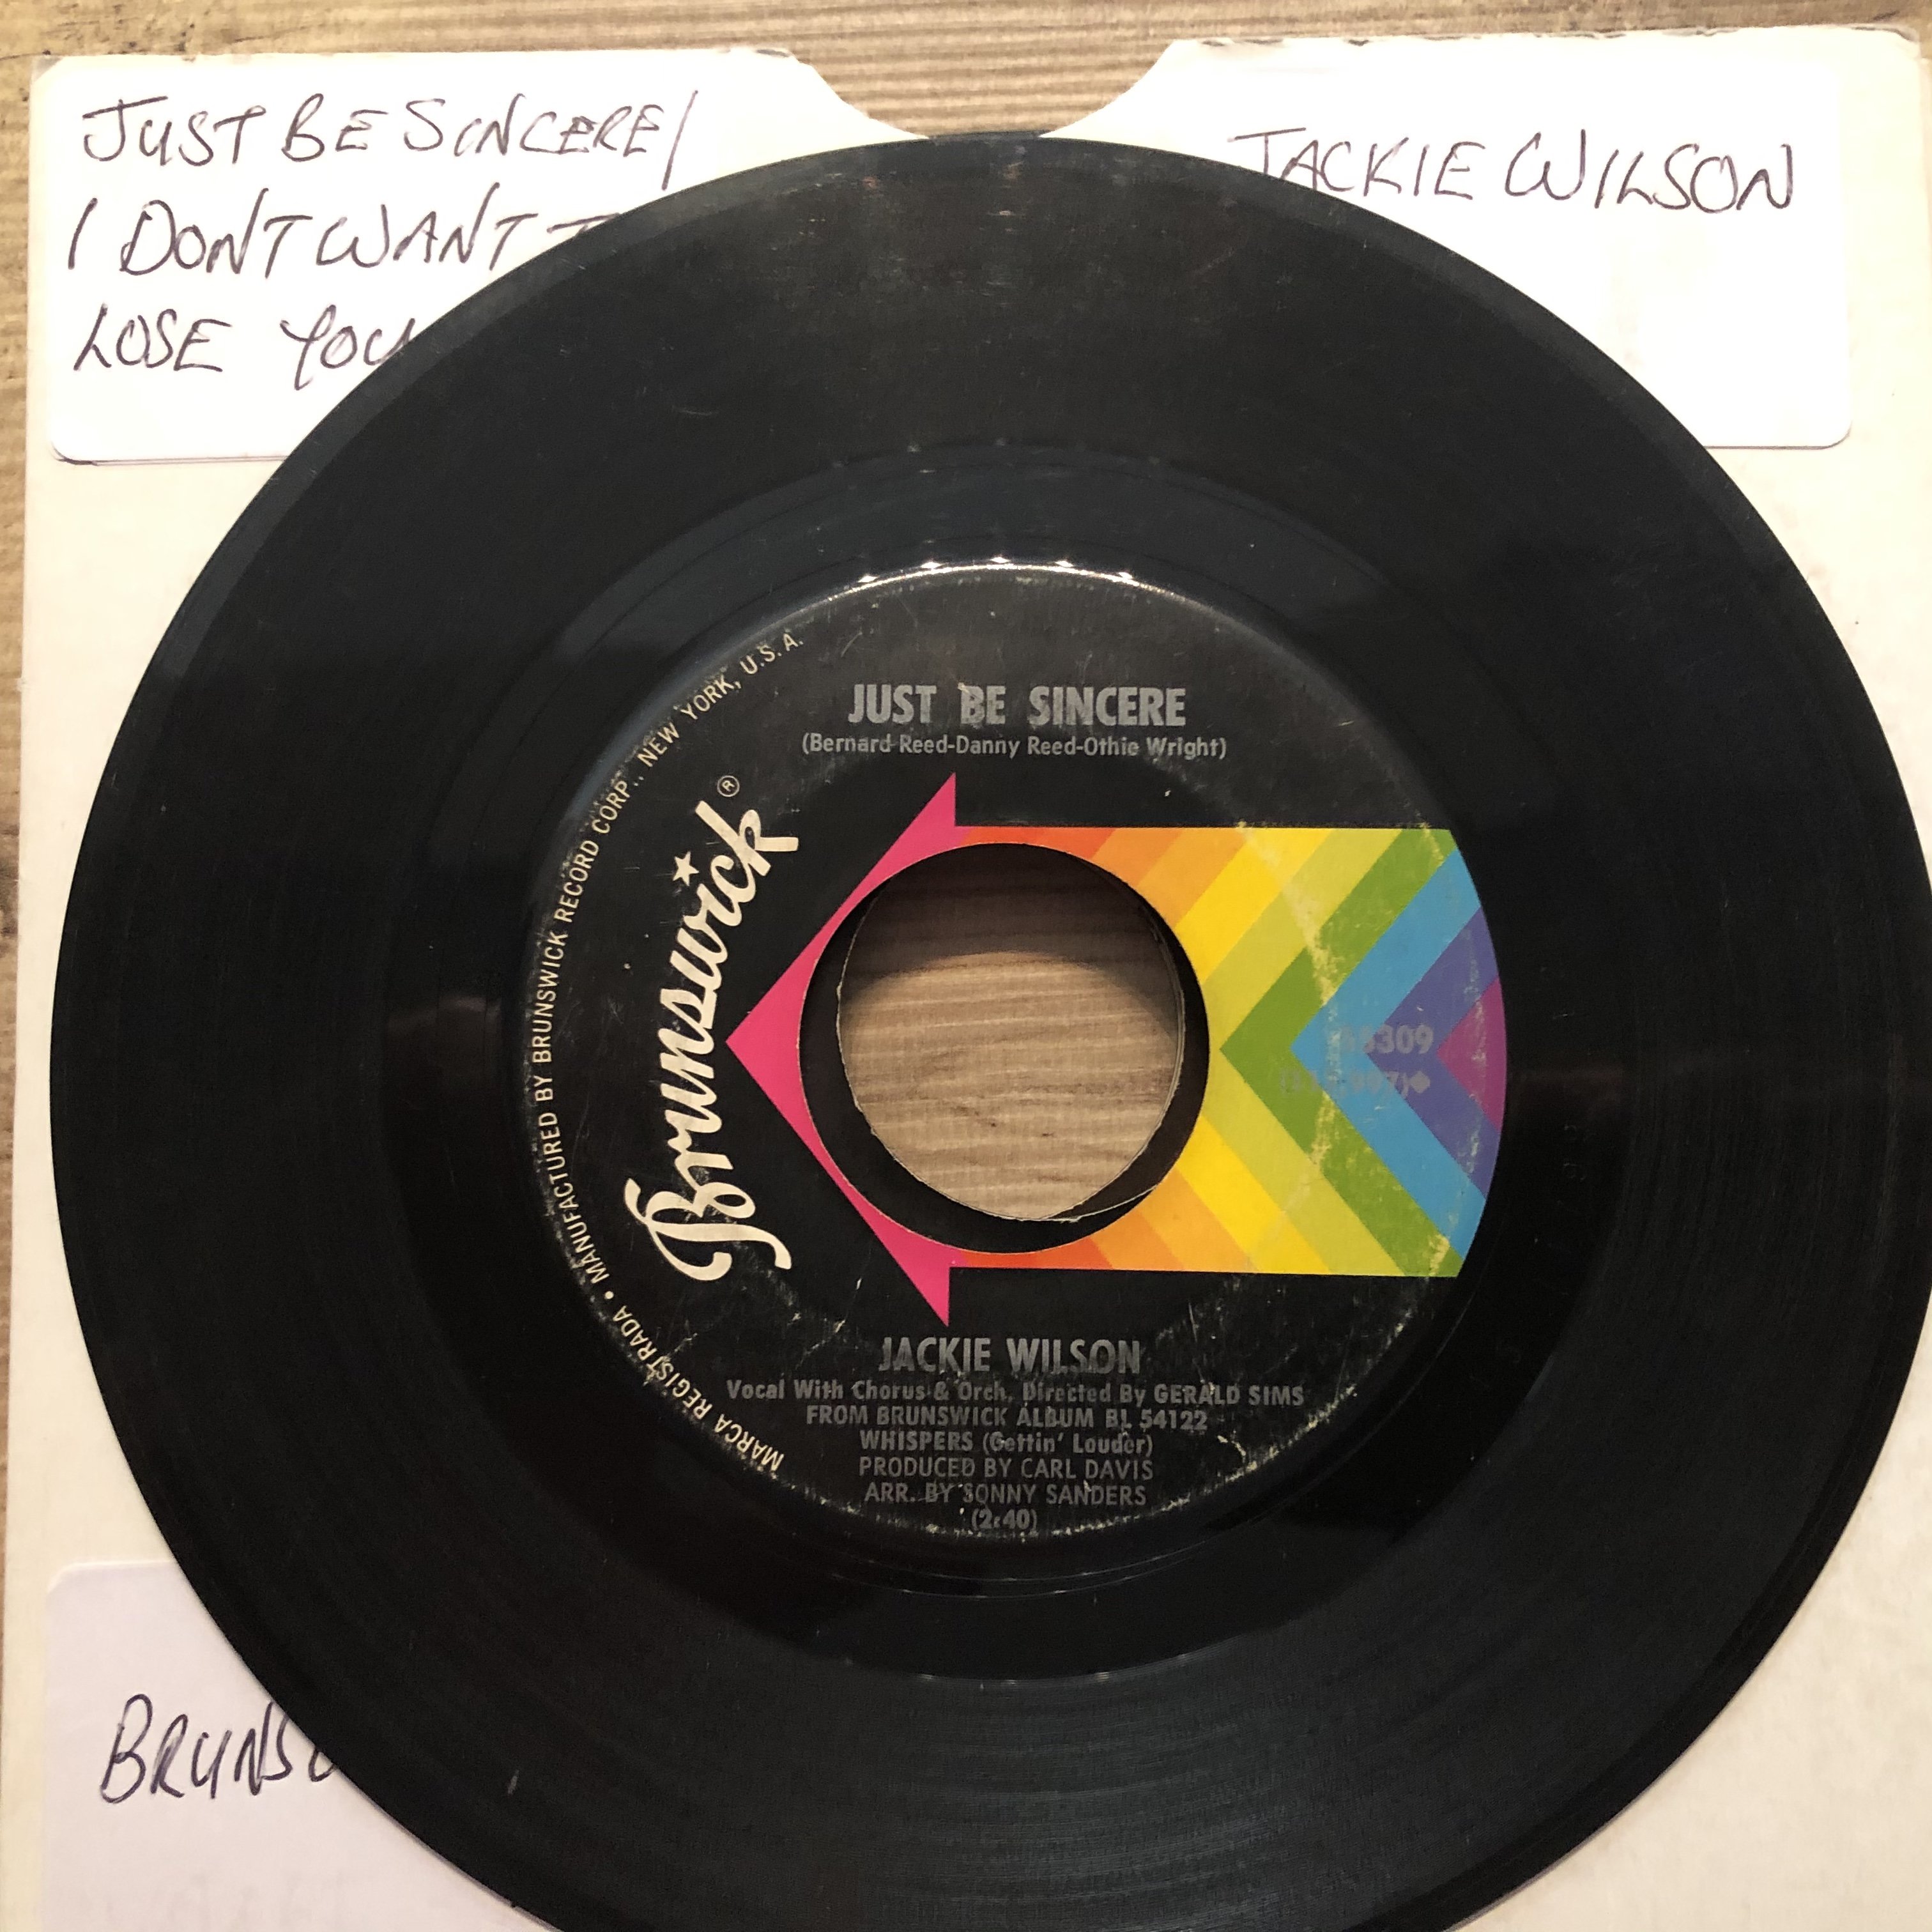 JUST BE SINCERE/
I DON'T WANT T
LOSE YOU
JACKIE WILSON
JUST BE SINCERE
(Bernard Reed-Danny Reed-Othie Wright)
Brunswick®
MARCA REGISTRADA • MANUFACTURED BY BRUNSWICK RECORD CORP., NEW YORK, U.S.A.
JACKIE WILSON
Vocal With Chorus & Orch. Directed By GERALD SIMS
FROM BRUNSWICK ALBUM BL 54122
WHISPERS (Gettin' Louder)
PRODUCED BY CARL DAVIS
ARR. BY SONNY SANDERS
(2:40)
BRUNS